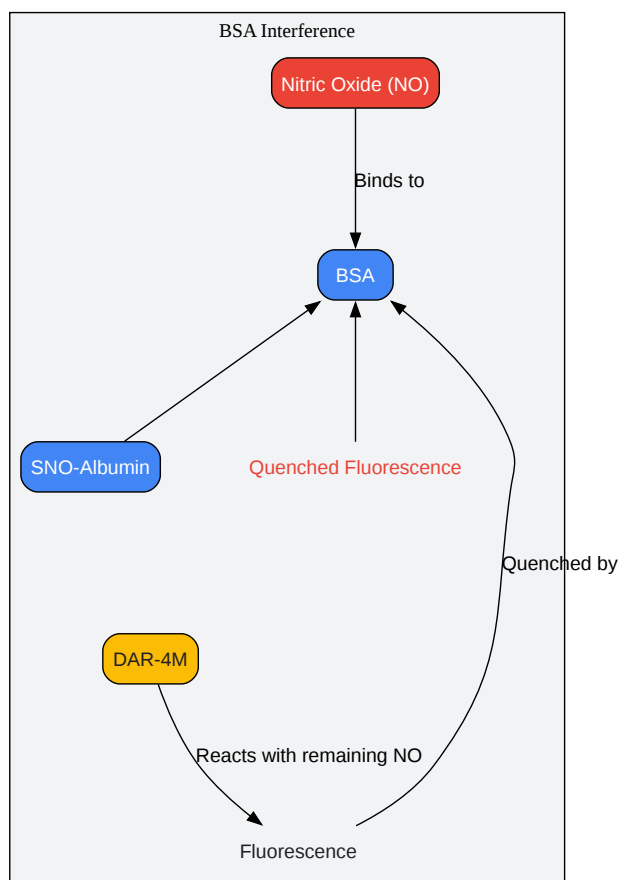 BSA Interference
Nitric Oxide (NO)
Binds to
BSA
SNO-Albumin
Quenched Fluorescence
Quenched by
DAR-4M
Reacts with remaining NO
Fluorescence